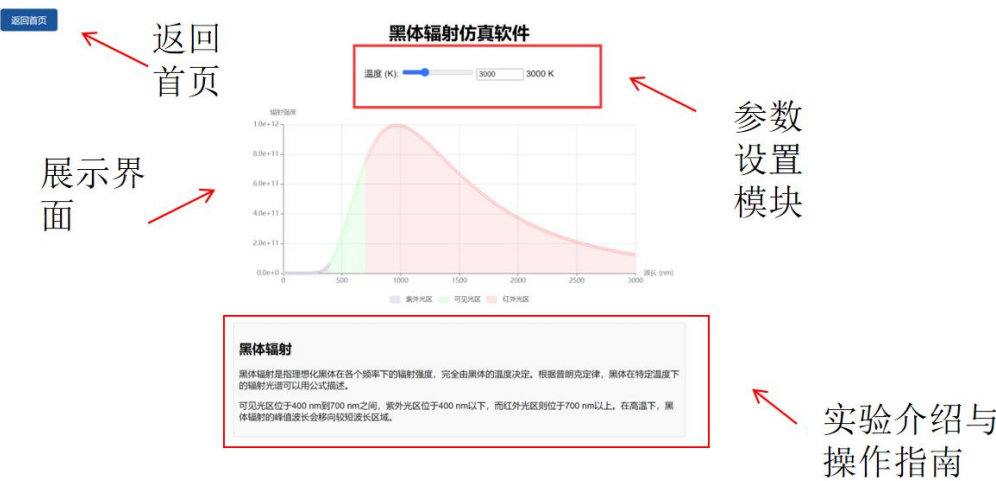 返回首页
返回
首页
黑体辐射仿真软件
温度 (K):
3000
3000 K
参数
设置
模块
展示界
面
辐射强度
1.0e+12
8.0e+11
6.0e+11
4.0e+11
2.0e+11
0.0e+0
0
500
1000
1500
2000
2500
3000
波长 (nm)
紫外光区
可见光区
红外光区
黑体辐射
黑体辐射是指理想化黑体在各个频率下的辐射强度，完全由黑体的温度决定。根据普朗克定律，黑体在特定温度下
的辐射光谱可以用公式描述。
可见光区位于400 nm到700 nm之间，紫外光区位于400 nm以下，而红外光区则位于700 nm以上。在高温下，黑
体辐射的峰值波长会移向较短波长区域。
实验介绍与
操作指南